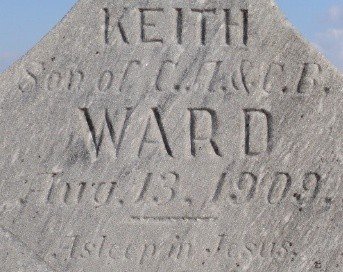 KEITH
Son of C.A. & C.B.
WARD
Aug. 13, 1909.
Asleep in Jesus.